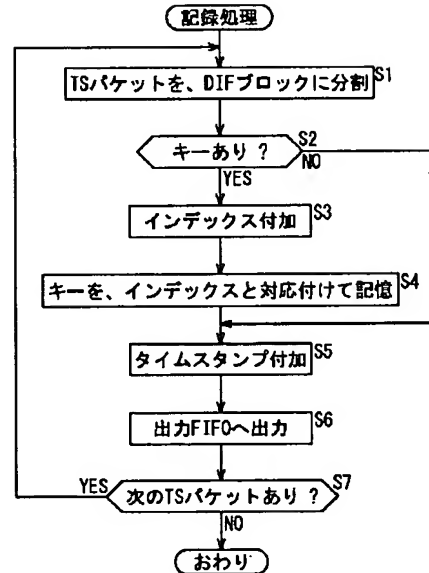 記録処理
TSパケットを、DIFブロックに分割
S1
キーあり ?
S2
NO
YES
インデックス付加
S3
キーを、インデックスと対応付けて記憶
S4
タイムスタンプ付加
S5
出力FIFOへ出力
S6
YES
次のTSパケットあり ?
S7
NO
おわり